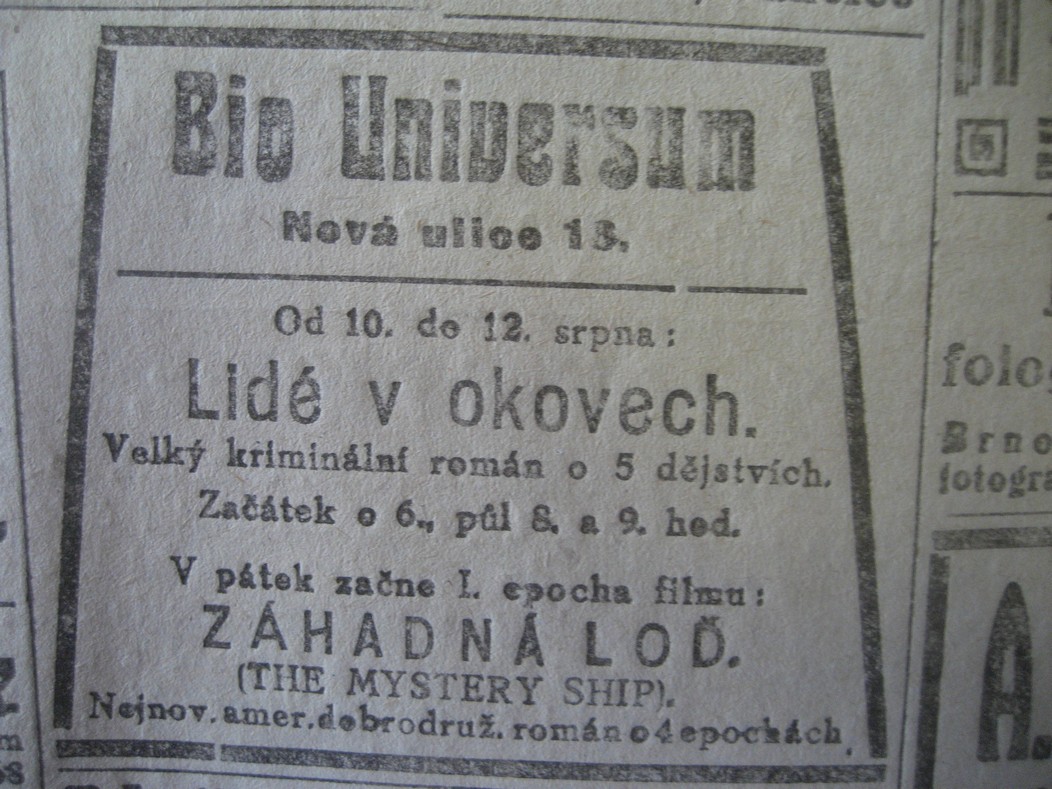 Bio Universum
Nová ulice 13.
Od 10. do 12. srpna:
Lidé v okovech.
Velký kriminální román o 5 dějstvích.
Začátek o 6., půl 8. a 9. hod.
V pátek začne I. epocha filmu:
ZÁHADNÁ LOĎ.
(THE MYSTERY SHIP).
Nejnov. amer. dobrodruž. román o 4 epochách.
Brno